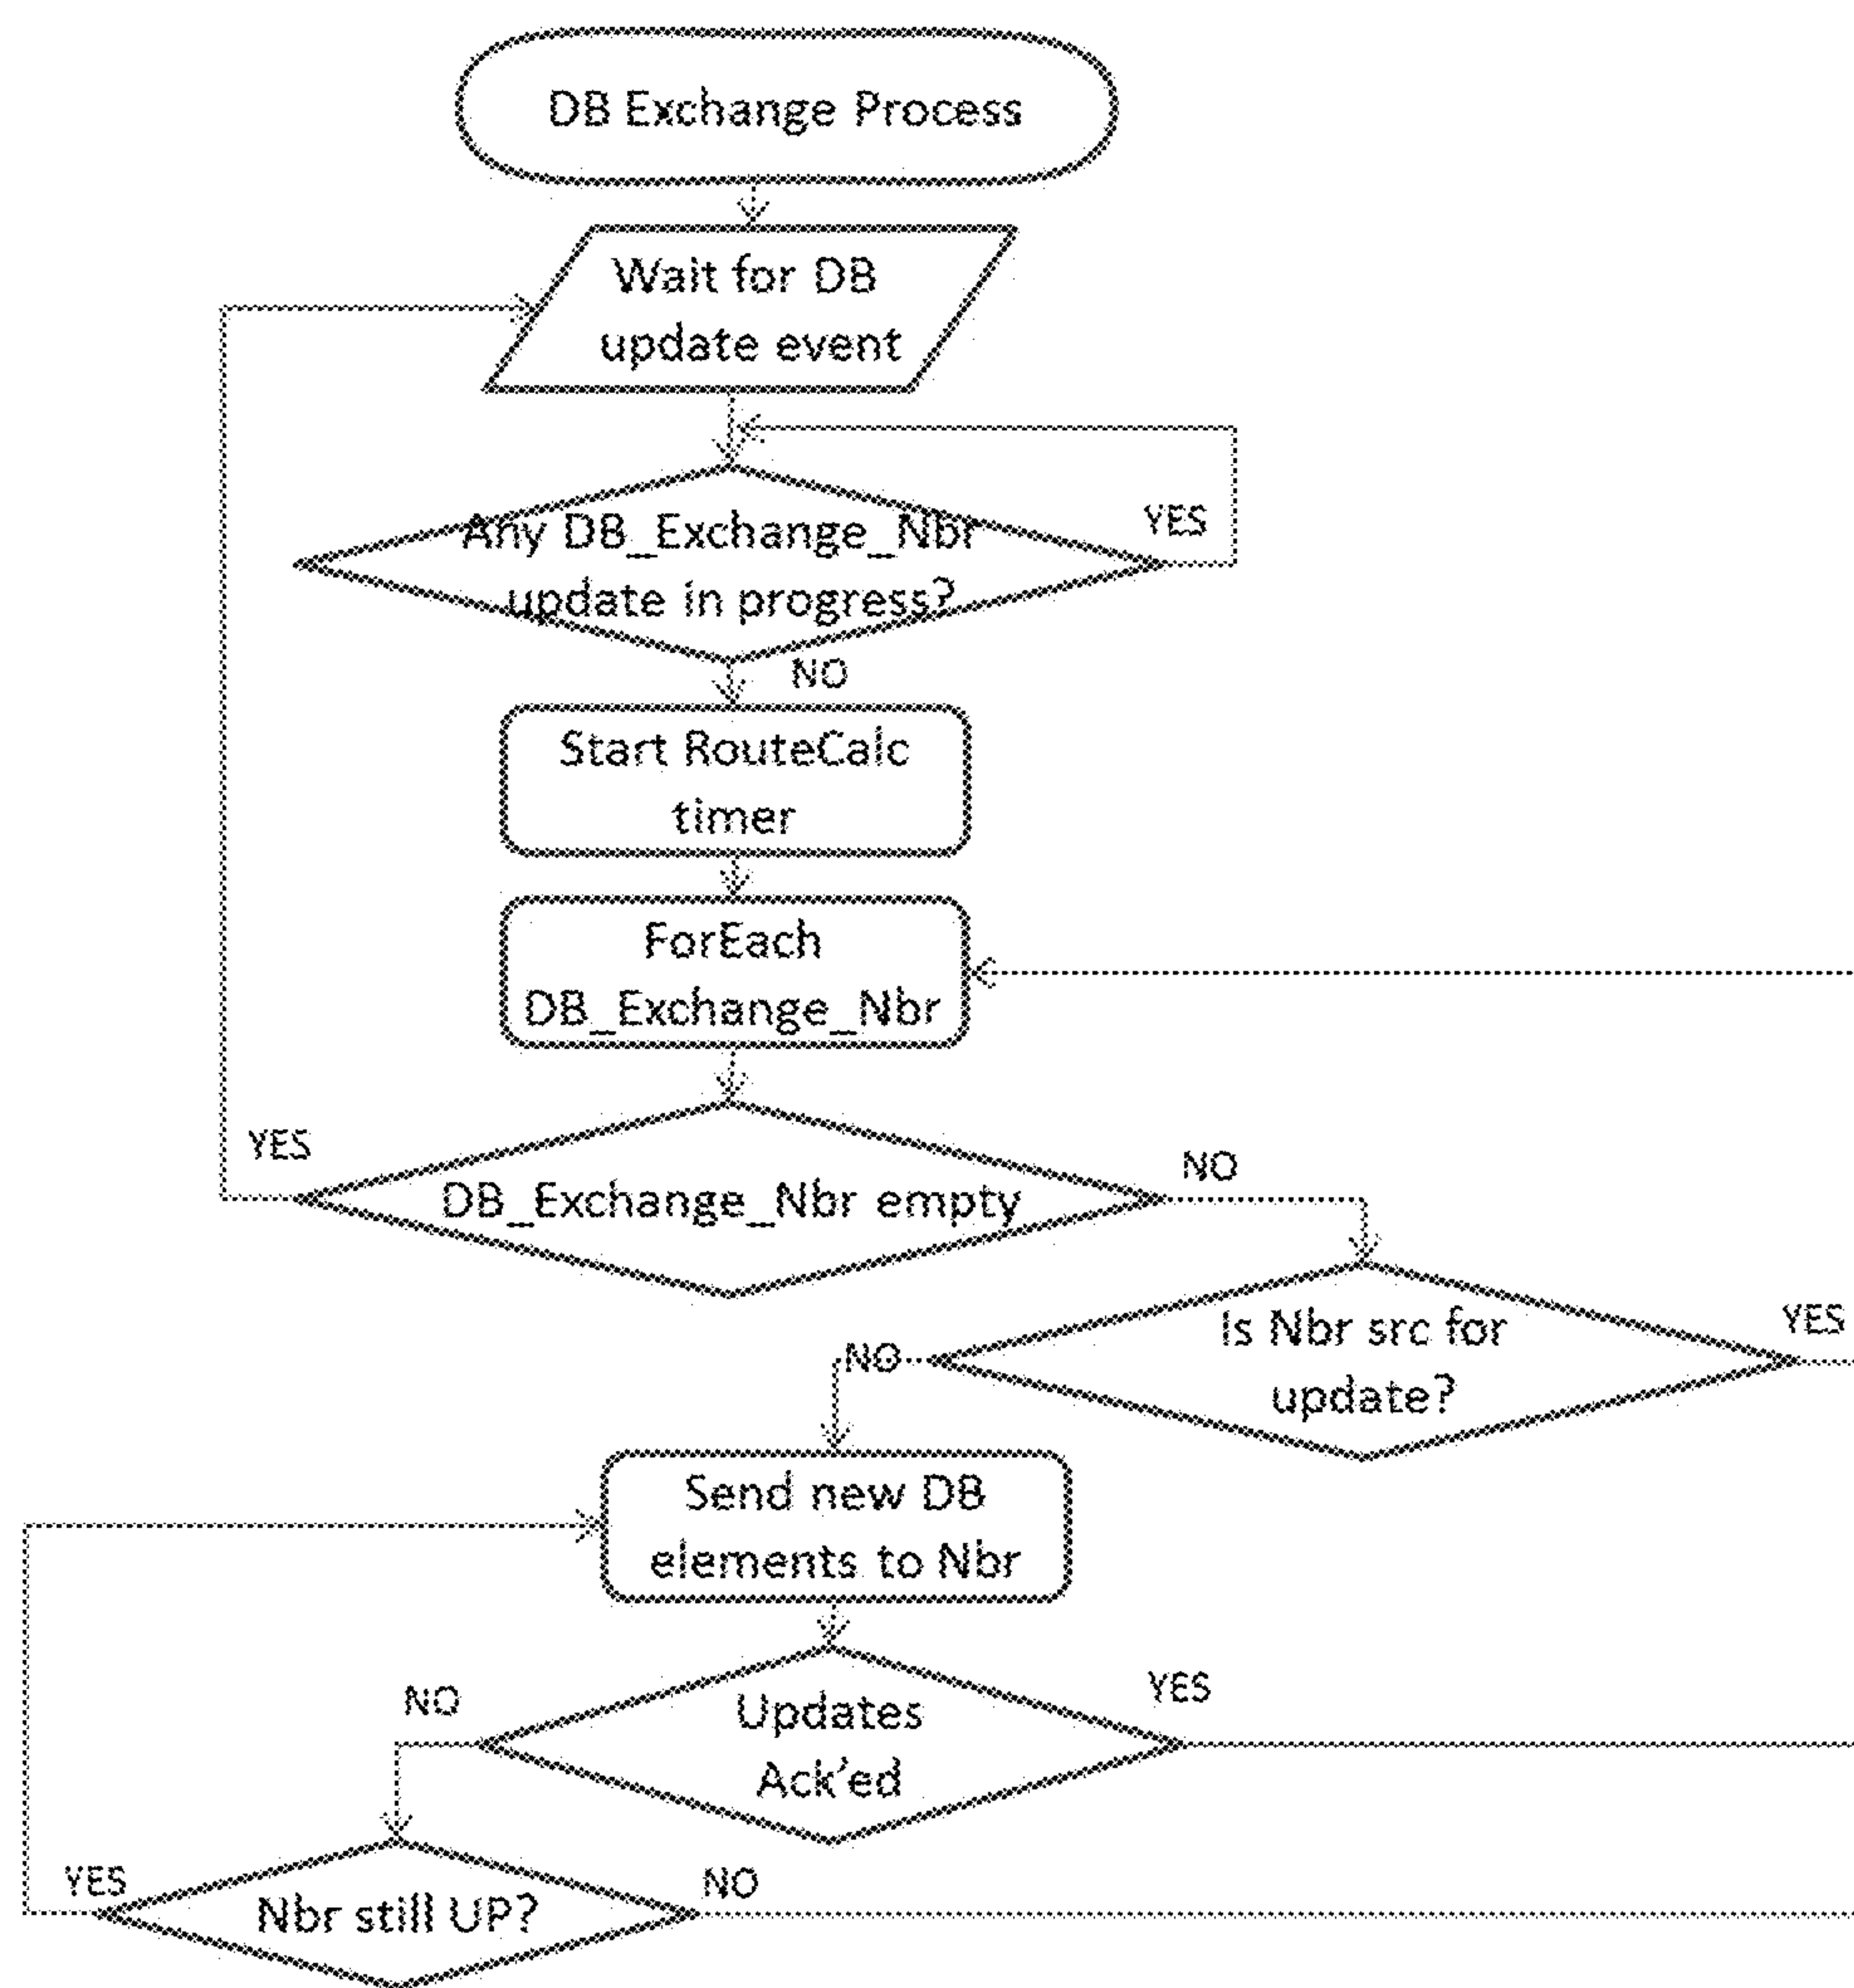 DB Exchange Process
Wait for DB
update event
Any DB_Exchange_Nbr
update in progress?
YES
NO
Start RouteCalc
timer
ForEach
DB_Exchange_Nbr
YES
DB_Exchange_Nbr empty
NO
Is Nbr src for
update?
YES
NO
Send new DB
elements to Nbr
NO
Updates
Ack'ed
YES
YES
Nbr still UP?
NO